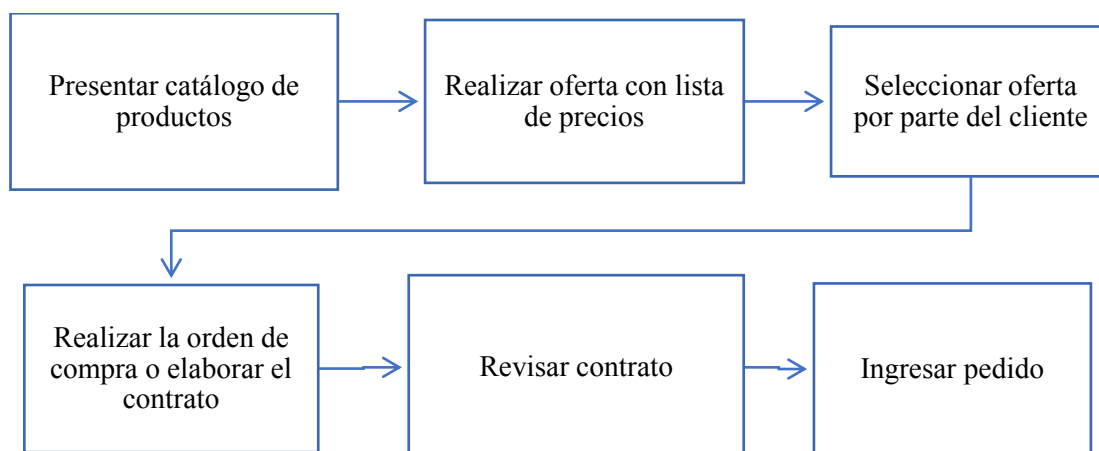 Presentar catálogo de
productos
Realizar oferta con lista
de precios
Seleccionar oferta
por parte del cliente
Realizar la orden de
compra o elaborar el
contrato
Revisar contrato
Ingresar pedido